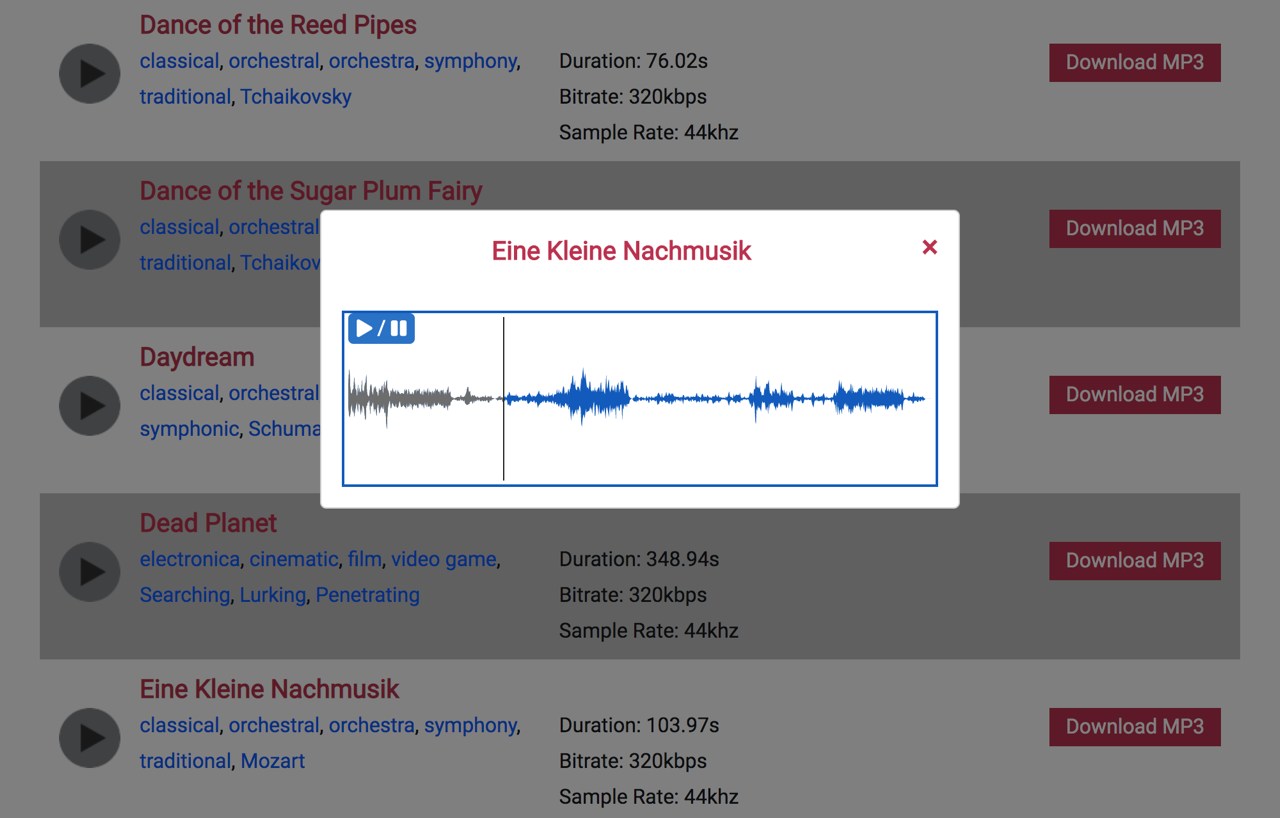 Dance of the Reed Pipes
classical, orchestral, orchestra, symphony,
traditional, Tchaikovsky
Duration: 76.02s
Bitrate: 320kbps
Sample Rate: 44khz
Download MP3
Dance of the Sugar Plum Fairy
classical, orchestral
traditional, Tchaikov
Download MP3
Eine Kleine Nachmusik
×
/
Daydream
classical, orchestral
symphonic, Schuma
Download MP3
Dead Planet
electronica, cinematic, film, video game,
Searching, Lurking, Penetrating
Duration: 348.94s
Bitrate: 320kbps
Sample Rate: 44khz
Download MP3
Eine Kleine Nachmusik
classical, orchestral, orchestra, symphony,
traditional, Mozart
Duration: 103.97s
Bitrate: 320kbps
Sample Rate: 44khz
Download MP3